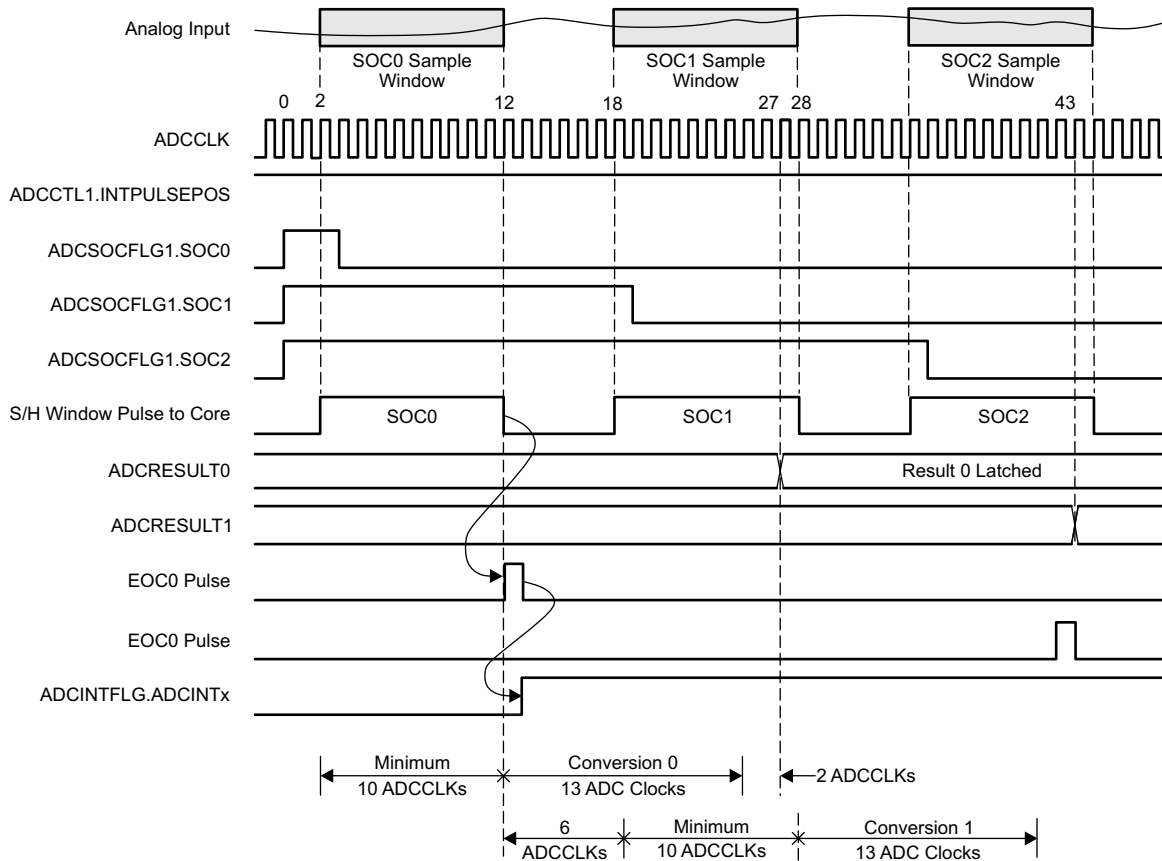 Analog Input
SOC0 Sample
Window
SOC1 Sample
Window
SOC2 Sample
Window
0 2 12 18 27 28 43
ADCCLK
ADCCTL1.INTPULSEPOS
ADCSOCFLG1.SOC0
ADCSOCFLG1.SOC1
ADCSOCFLG1.SOC2
S/H Window Pulse to Core SOC0 SOC1 SOC2
ADCRESULT0 Result 0 Latched
ADCRESULT1
EOC0 Pulse
EOC0 Pulse
ADCINTFLG.ADCINTx
Minimum
10 ADCCLKs
Conversion 0
13 ADC Clocks
2 ADCCLKs
6
ADCCLKs
Minimum
10 ADCCLKs
Conversion 1
13 ADC Clocks